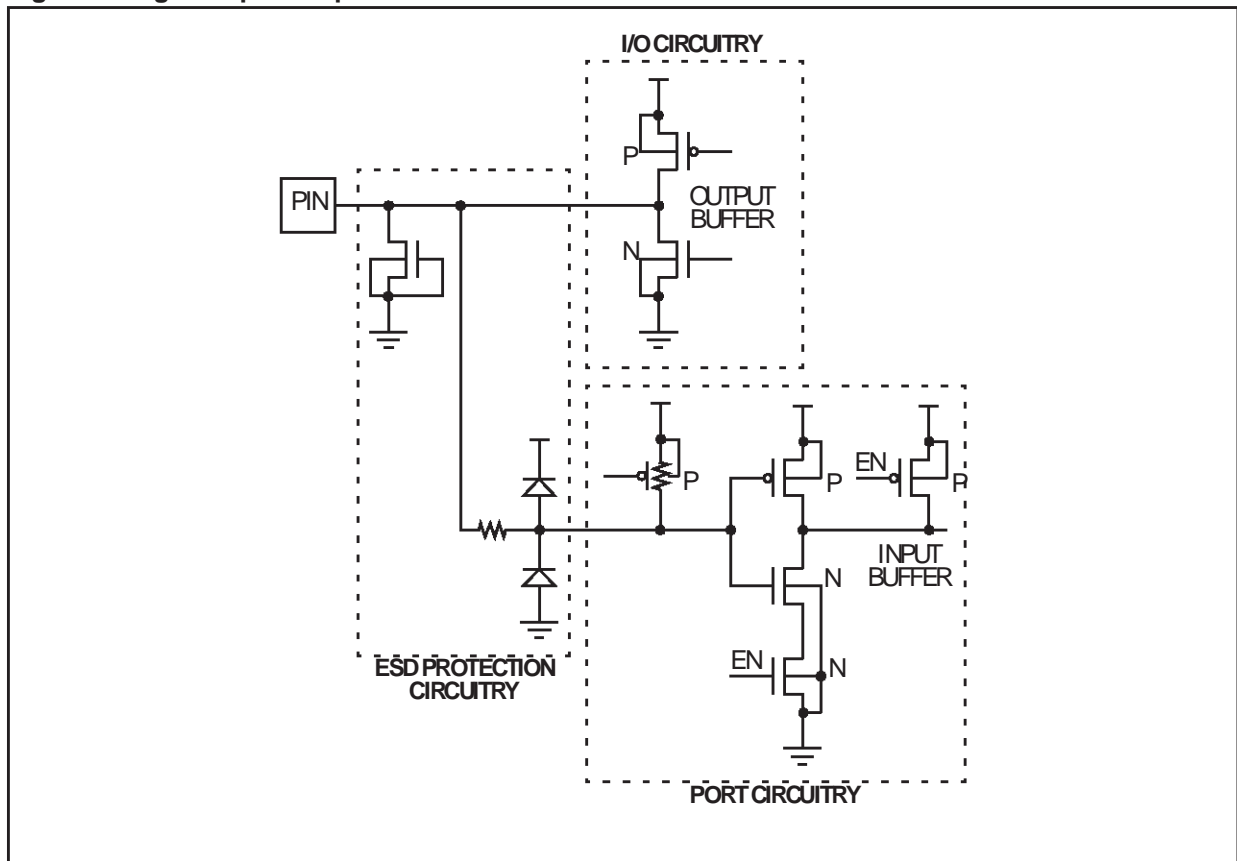 I/O CIRCUITRY
P
PIN
OUTPUT
BUFFER
N
EN
P
P
P
INPUT
BUFFER
N
EN
N
ESD PROTECTION
CIRCUITRY
PORT CIRCUITRY